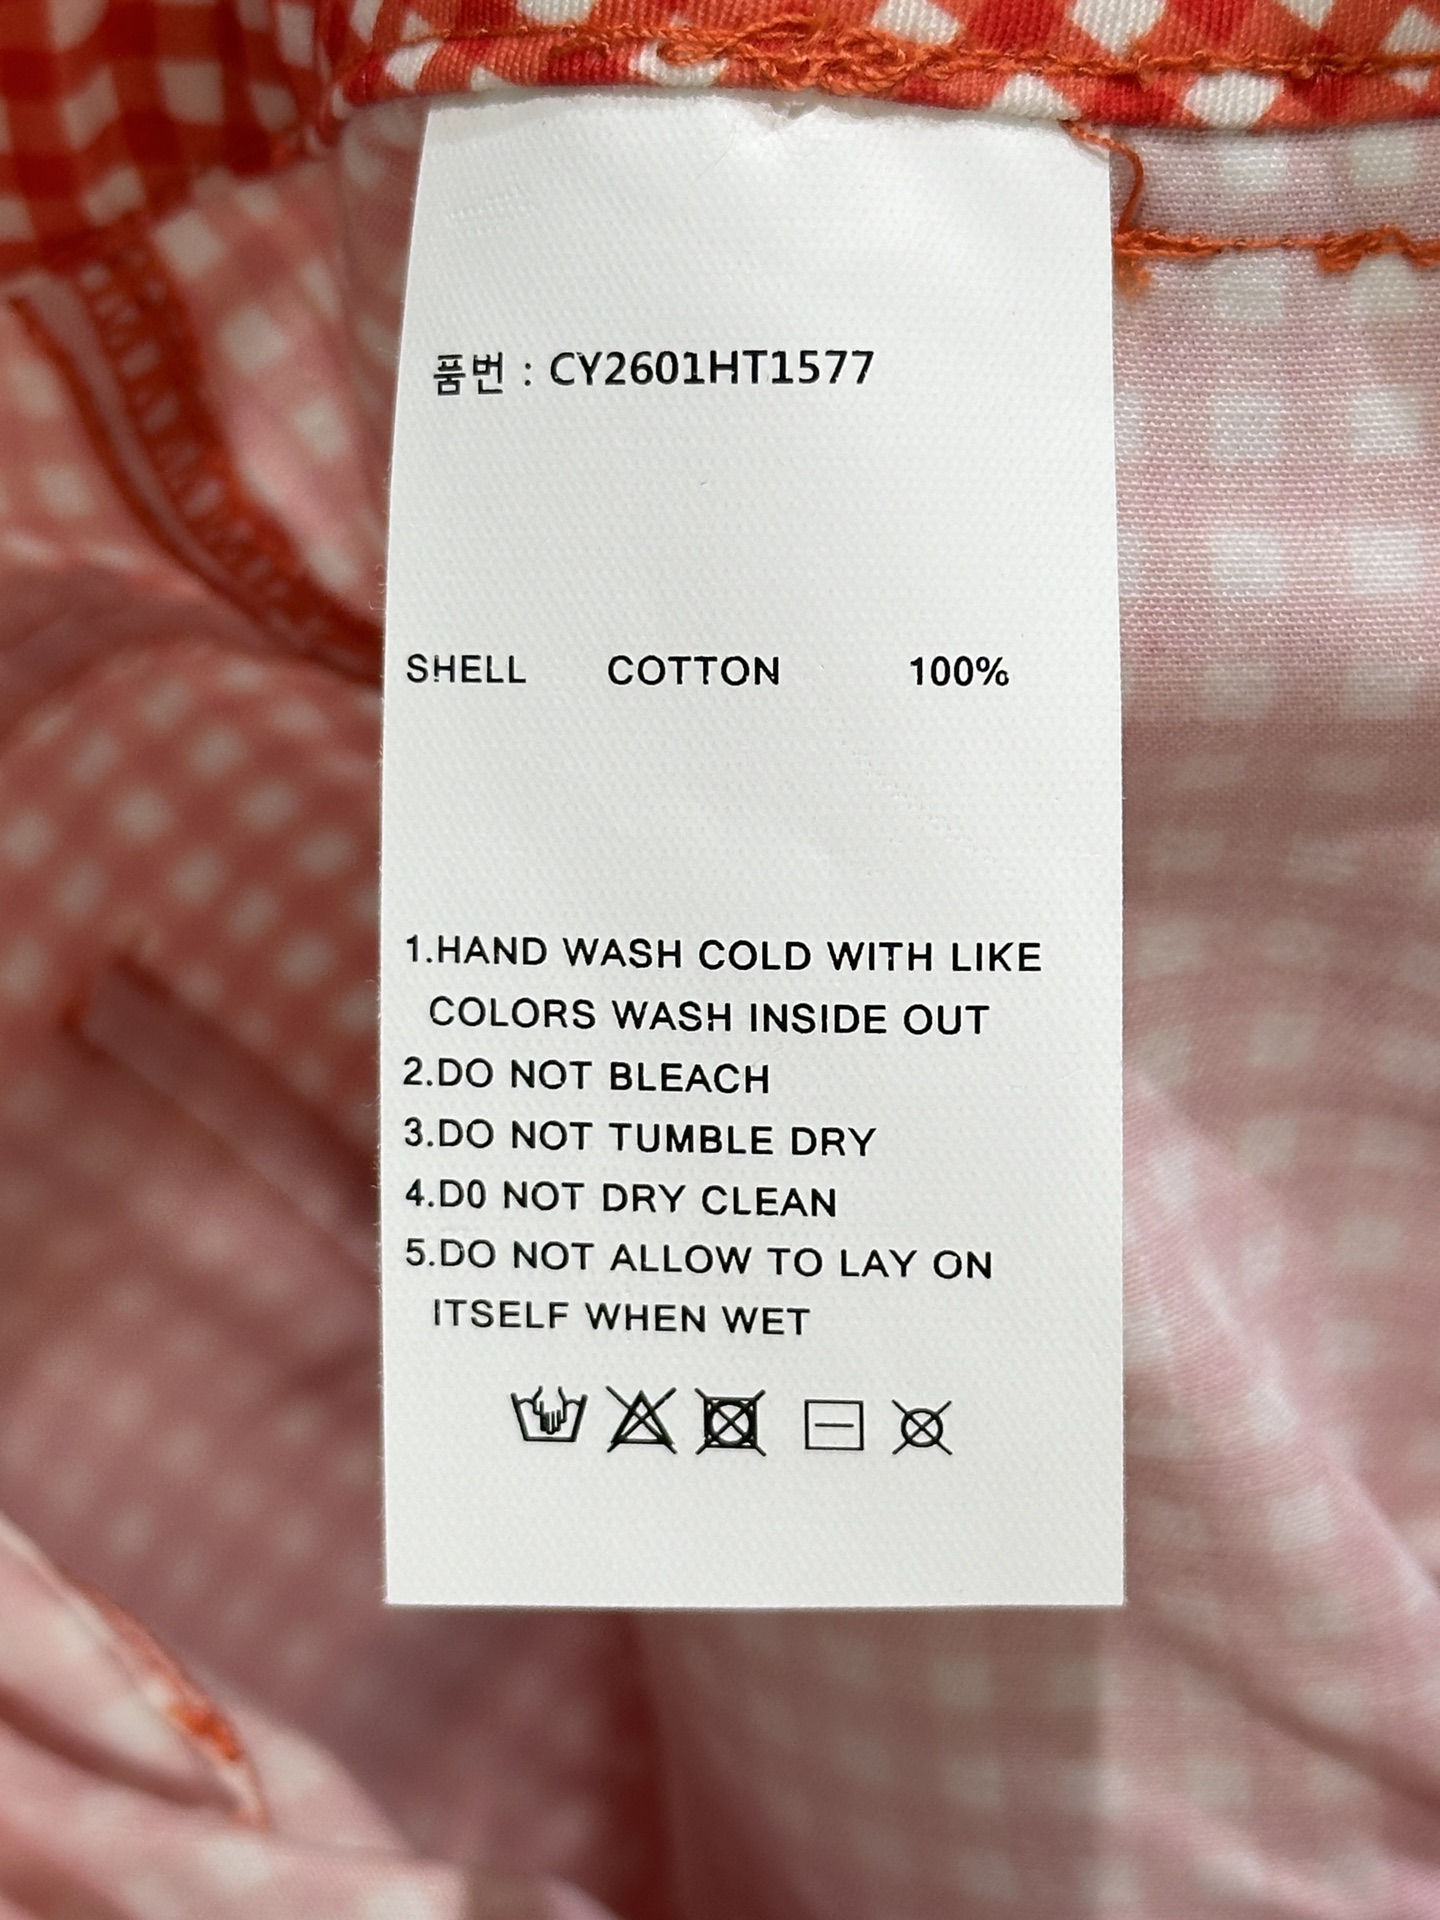 품번 : CY2601HT1577
SHELL COTTON 100%
1.HAND WASH COLD WITH LIKE
COLORS WASH INSIDE OUT
2.DO NOT BLEACH
3.DO NOT TUMBLE DRY
4.D0 NOT DRY CLEAN
5.DO NOT ALLOW TO LAY ON
ITSELF WHEN WET